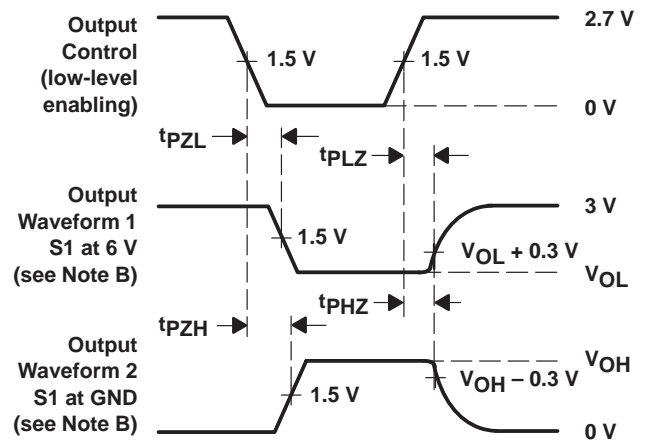 Output
Control
(low-level
enabling)
2.7 V
1.5 V
1.5 V
0 V
tPZL
tPLZ
Output
Waveform 1
S1 at 6 V
(see Note B)
3 V
1.5 V
VOL + 0.3 V
VOL
tPHZ
tPZH
Output
Waveform 2
S1 at GND
(see Note B)
VOH
1.5 V
VOH – 0.3 V
0 V